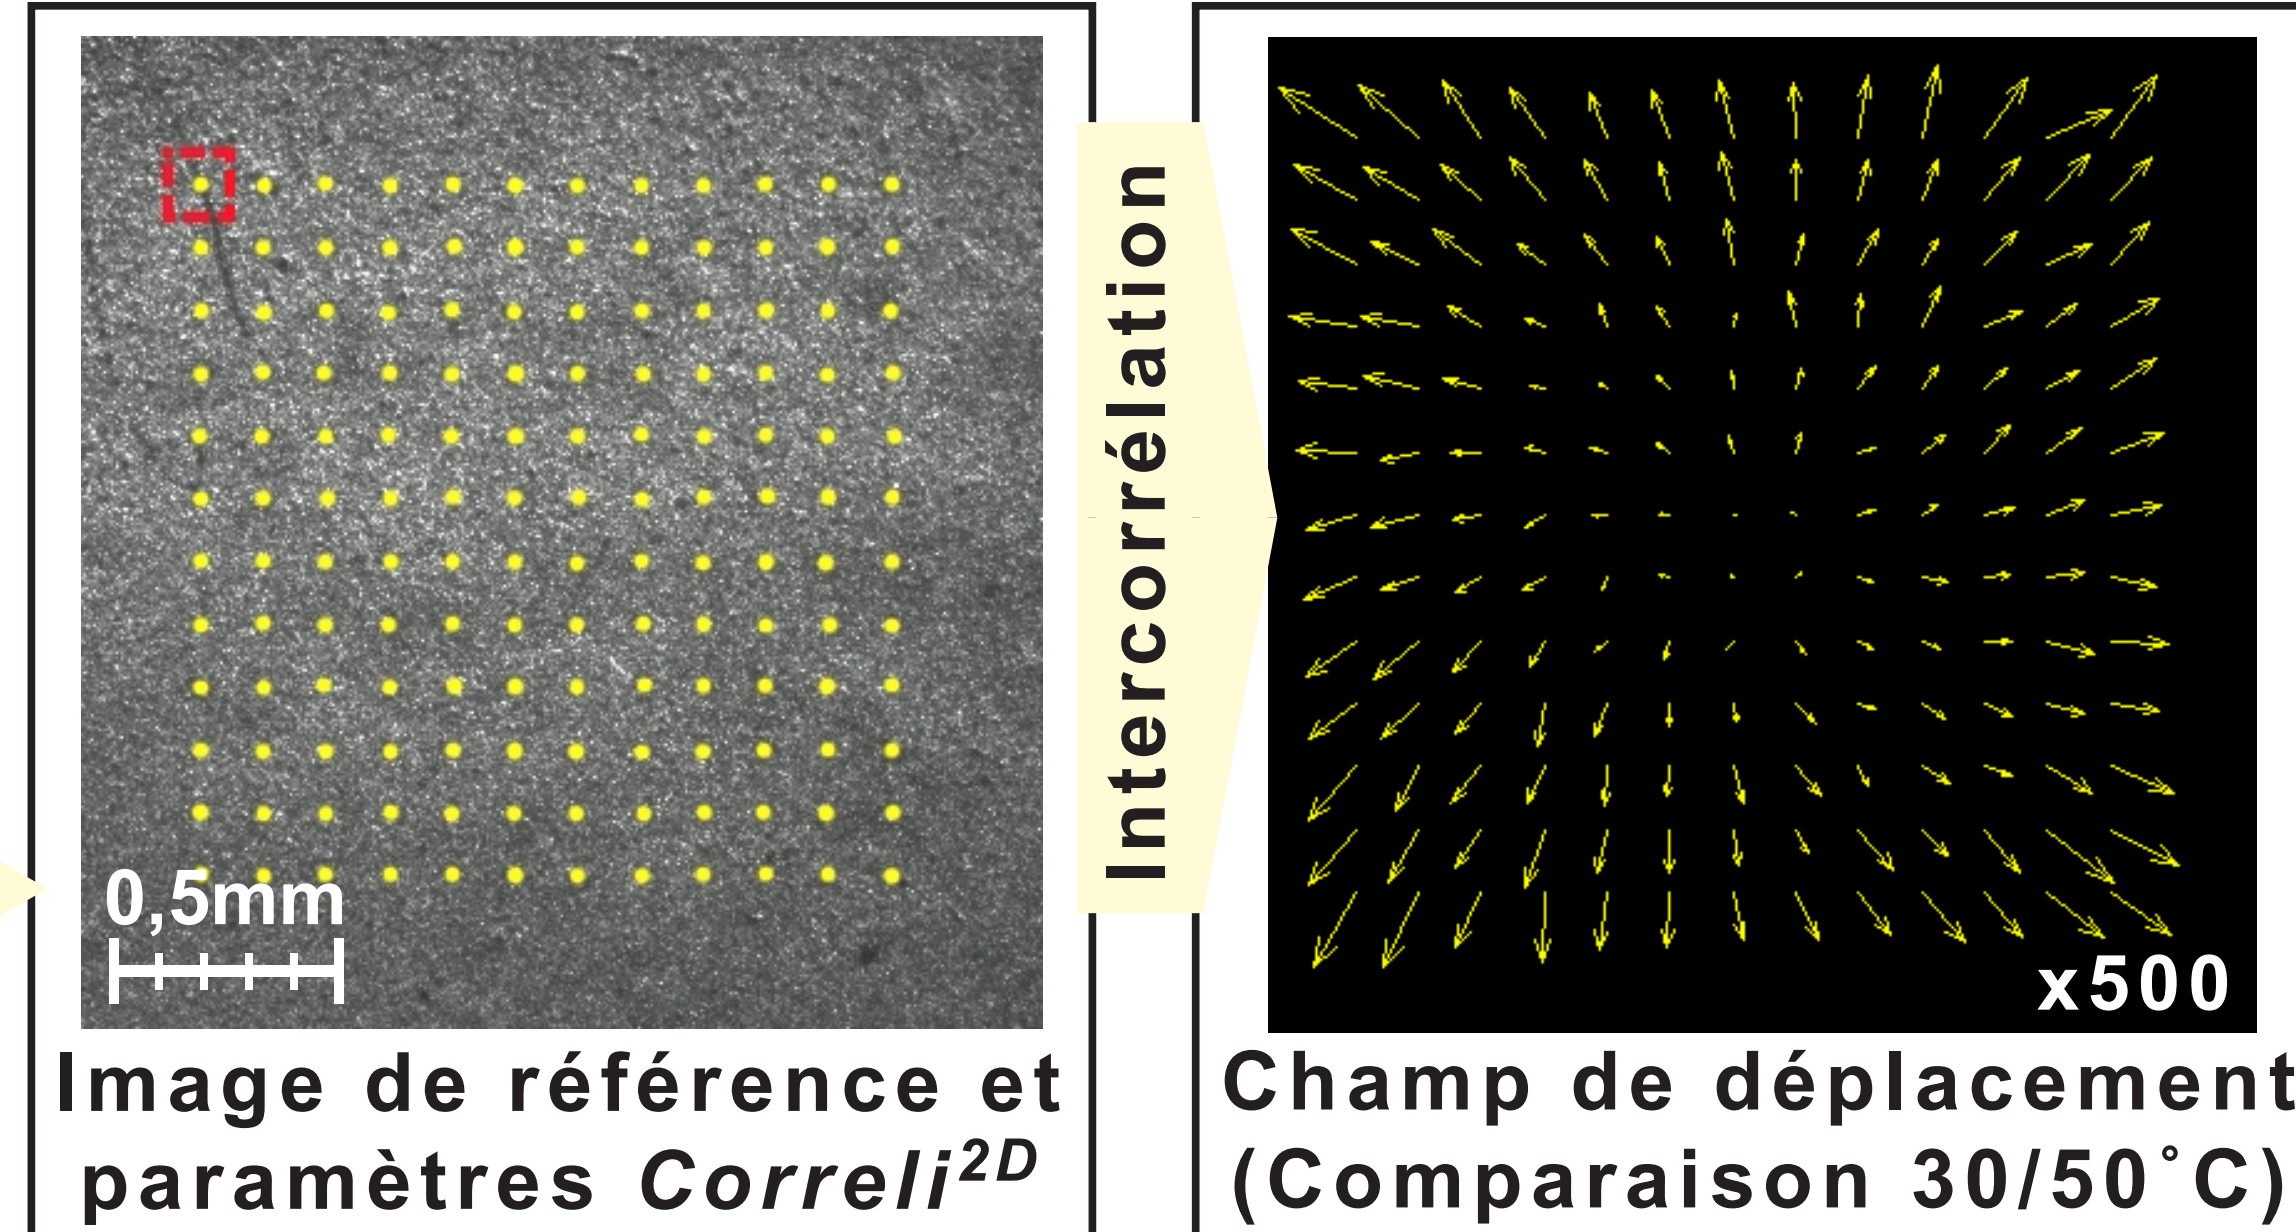 0,5mm
Image de référence et
paramètres Correli²ᴰ
Intercorrélation
x500
Champ de déplacement
(Comparaison 30/50°C)